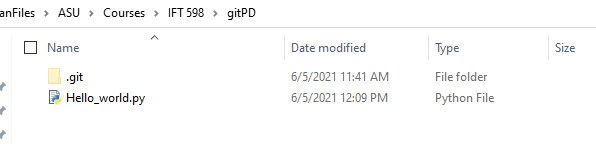 anFiles > ASU > Courses > IFT 598 > gitPD
Name Date modified Type Size
.git 6/5/2021 11:41 AM File folder
Hello_world.py 6/5/2021 12:09 PM Python File